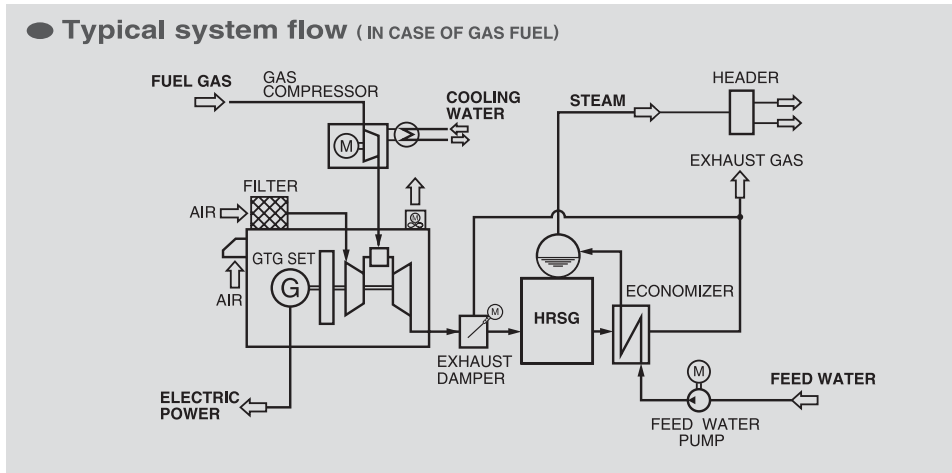 Typical system flow ( IN CASE OF GAS FUEL)
FUEL GAS
GAS
COMPRESSOR
COOLING
WATER
STEAM
HEADER
M
EXHAUST GAS
FILTER
AIR
M
GTG SET
G
AIR
M
HRSG
ECONOMIZER
EXHAUST
DAMPER
M
FEED WATER
ELECTRIC
POWER
FEED WATER
PUMP